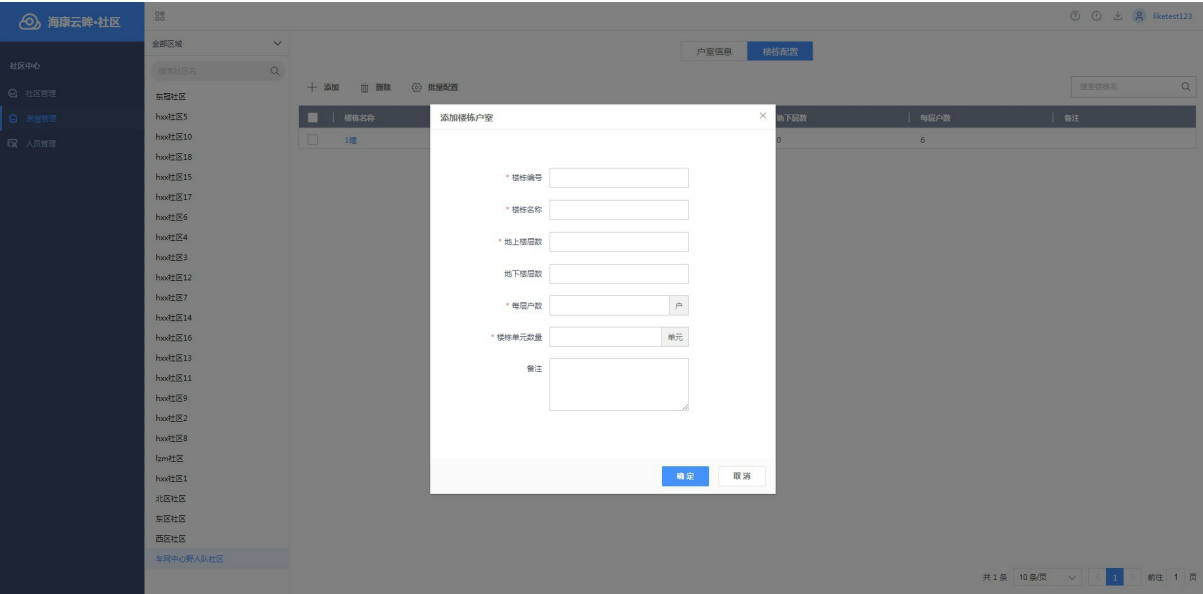 海康云眸•社区
liketest123
社区中心
社区管理
房屋管理
人员管理
全部区域
搜索社区名
东冠社区
hxx社区5
hxx社区10
hxx社区18
hxx社区15
hxx社区17
hxx社区6
hxx社区4
hxx社区3
hxx社区12
hxx社区7
hxx社区14
hxx社区16
hxx社区13
hxx社区11
hxx社区9
hxx社区2
hxx社区8
lzm社区
hxx社区1
北区社区
东区社区
西区社区
车网中心野人队社区
户室信息 楼栋配置
添加 删除 批量配置
搜索楼栋名
楼栋名称 地下层数 每层户数 备注
1幢 0 6
添加楼栋户室
* 楼栋编号
* 楼栋名称
* 地上楼层数
地下楼层数
* 每层户数 户
* 楼栋单元数量 单元
备注
确定 取消
共 1 条 10 条/页 1 前往 1 页